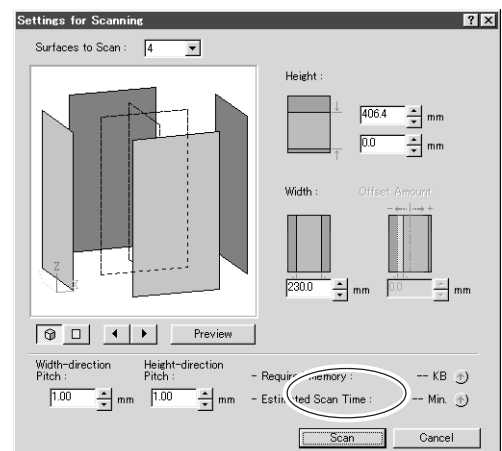 Settings for Scanning
Surfaces to Scan : 4
Height :
406.4 mm
0.0 mm
Width : Offset Amount :
- +
230.0 mm 0.0 mm
Z
Preview
Width-direction Pitch : Height-direction Pitch :
1.00 mm 1.00 mm
- Required Memory : -- KB
- Estimated Scan Time : -- Min.
Scan Cancel